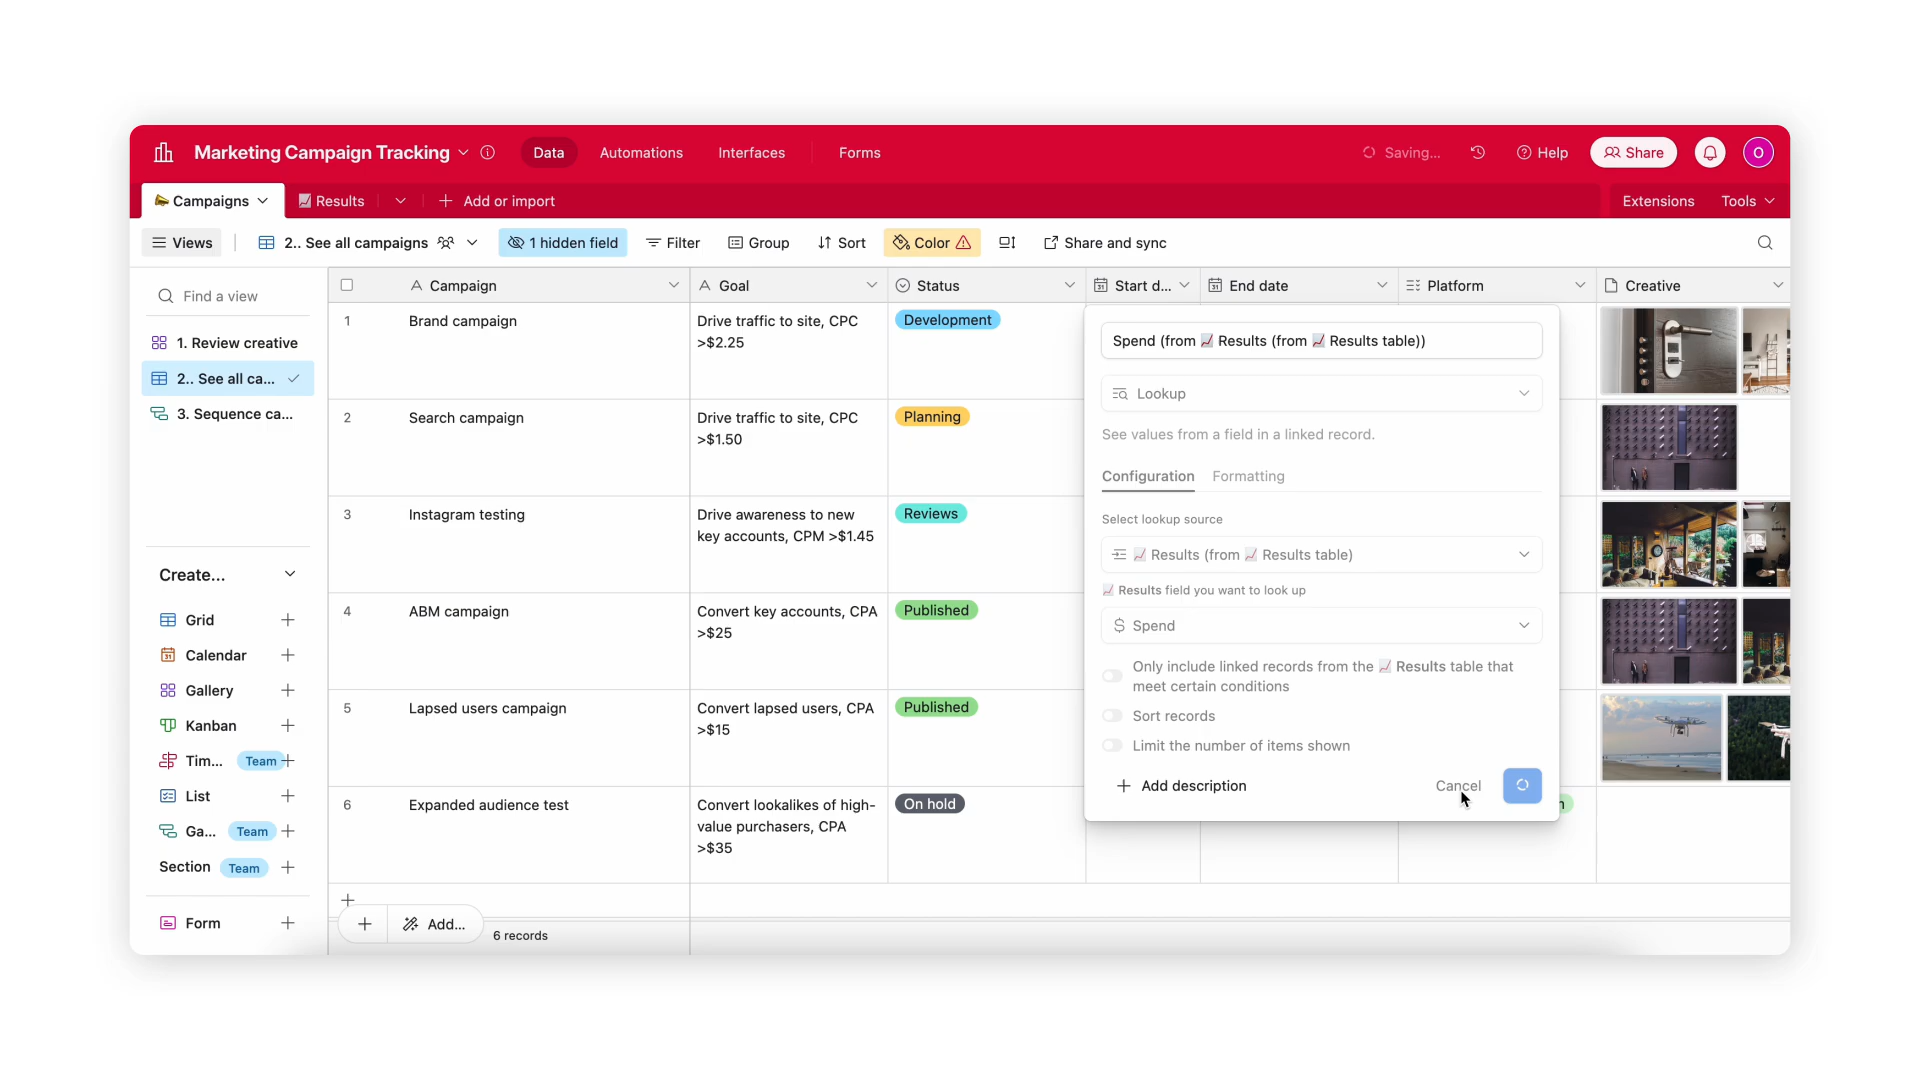 Marketing Campaign Tracking
Data
Automations
Interfaces
Forms
Saving...
Help
Share
O
Campaigns
Results
Add or import
Extensions
Tools
Views
2.. See all campaigns
1 hidden field
Filter
Group
Sort
Color
Share and sync
Find a view
1. Review creative
2.. See all ca...
3. Sequence ca...
Create...
Grid
Calendar
Gallery
Kanban
Tim... Team
List
Ga... Team
Section Team
Form
Campaign
Goal
Status
Start d...
End date
Platform
Creative
1
Brand campaign
Drive traffic to site, CPC
>$2.25
Development
2
Search campaign
Drive traffic to site, CPC
>$1.50
Planning
3
Instagram testing
Drive awareness to new
key accounts, CPM >$1.45
Reviews
4
ABM campaign
Convert key accounts, CPA
>$25
Published
5
Lapsed users campaign
Convert lapsed users, CPA
>$15
Published
6
Expanded audience test
Convert lookalikes of high-
value purchasers, CPA
>$35
On hold
Add...
6 records
Spend (from 📈 Results (from 📈 Results table))
Lookup
See values from a field in a linked record.
Configuration
Formatting
Select lookup source
📈 Results (from 📈 Results table)
📈 Results field you want to look up
Spend
Only include linked records from the 📈 Results table that
meet certain conditions
Sort records
Limit the number of items shown
Add description
Cancel